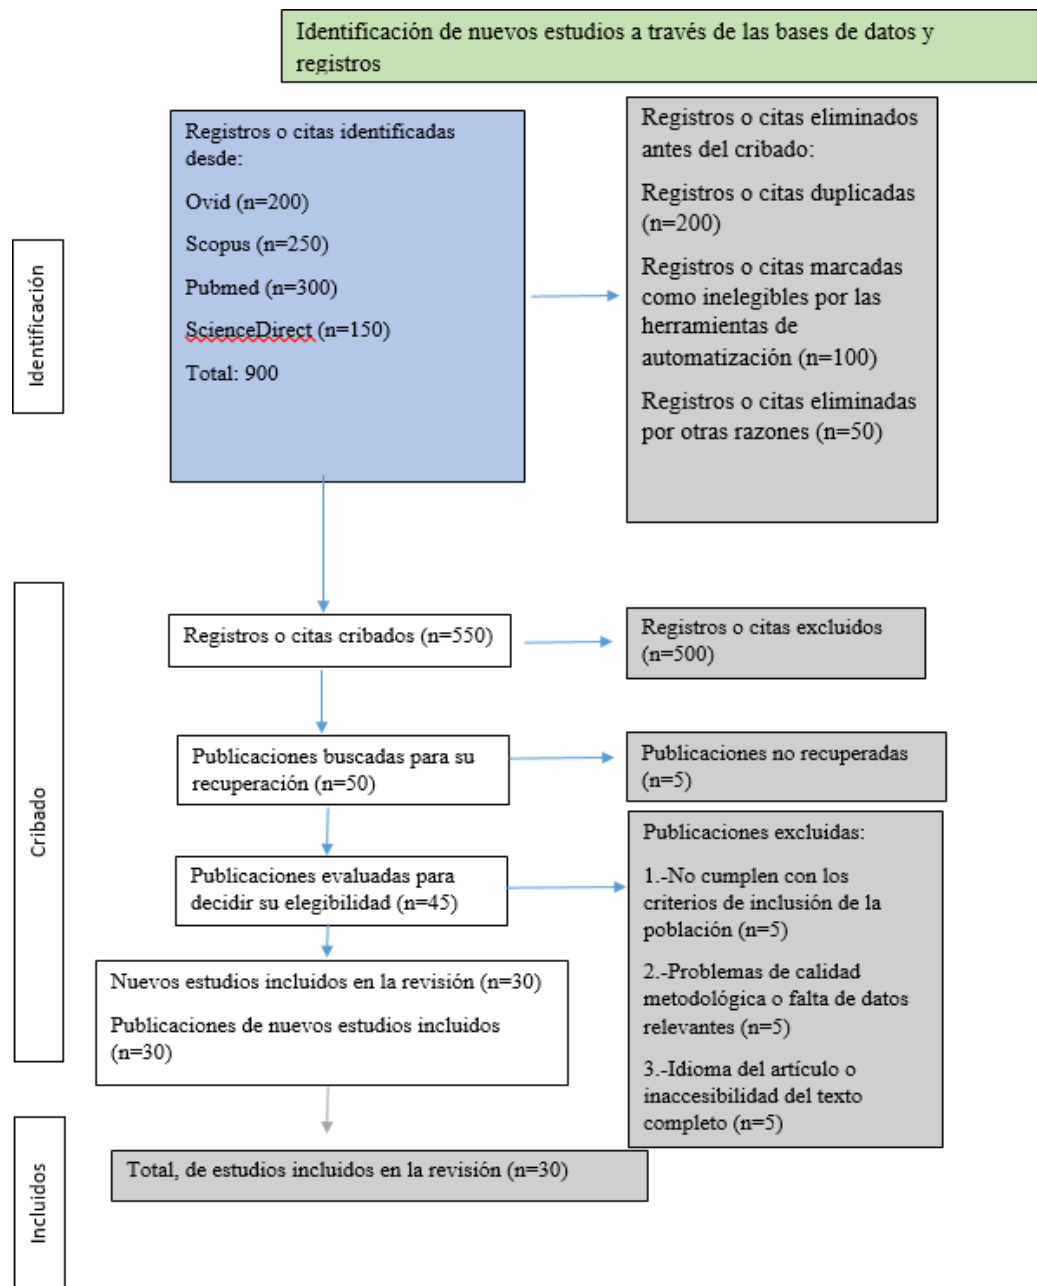 Identificación de nuevos estudios a través de las bases de datos y
registros
Identificación
Registros o citas identificadas
desde:
Ovid (n=200)
Scopus (n=250)
Pubmed (n=300)
ScienceDirect (n=150)
Total: 900
Registros o citas eliminados
antes del cribado:
Registros o citas duplicadas
(n=200)
Registros o citas marcadas
como inelegibles por las
herramientas de
automatización (n=100)
Registros o citas eliminadas
por otras razones (n=50)
Cribado
Registros o citas cribados (n=550)
Registros o citas excluidos
(n=500)
Publicaciones buscadas para su
recuperación (n=50)
Publicaciones no recuperadas
(n=5)
Publicaciones evaluadas para
decidir su elegibilidad (n=45)
Publicaciones excluidas:
1.-No cumplen con los
criterios de inclusión de la
población (n=5)
2.-Problemas de calidad
metodológica o falta de datos
relevantes (n=5)
3.-Idioma del artículo o
inaccesibilidad del texto
completo (n=5)
Nuevos estudios incluidos en la revisión (n=30)
Publicaciones de nuevos estudios incluidos
(n=30)
Incluidos
Total, de estudios incluidos en la revisión (n=30)